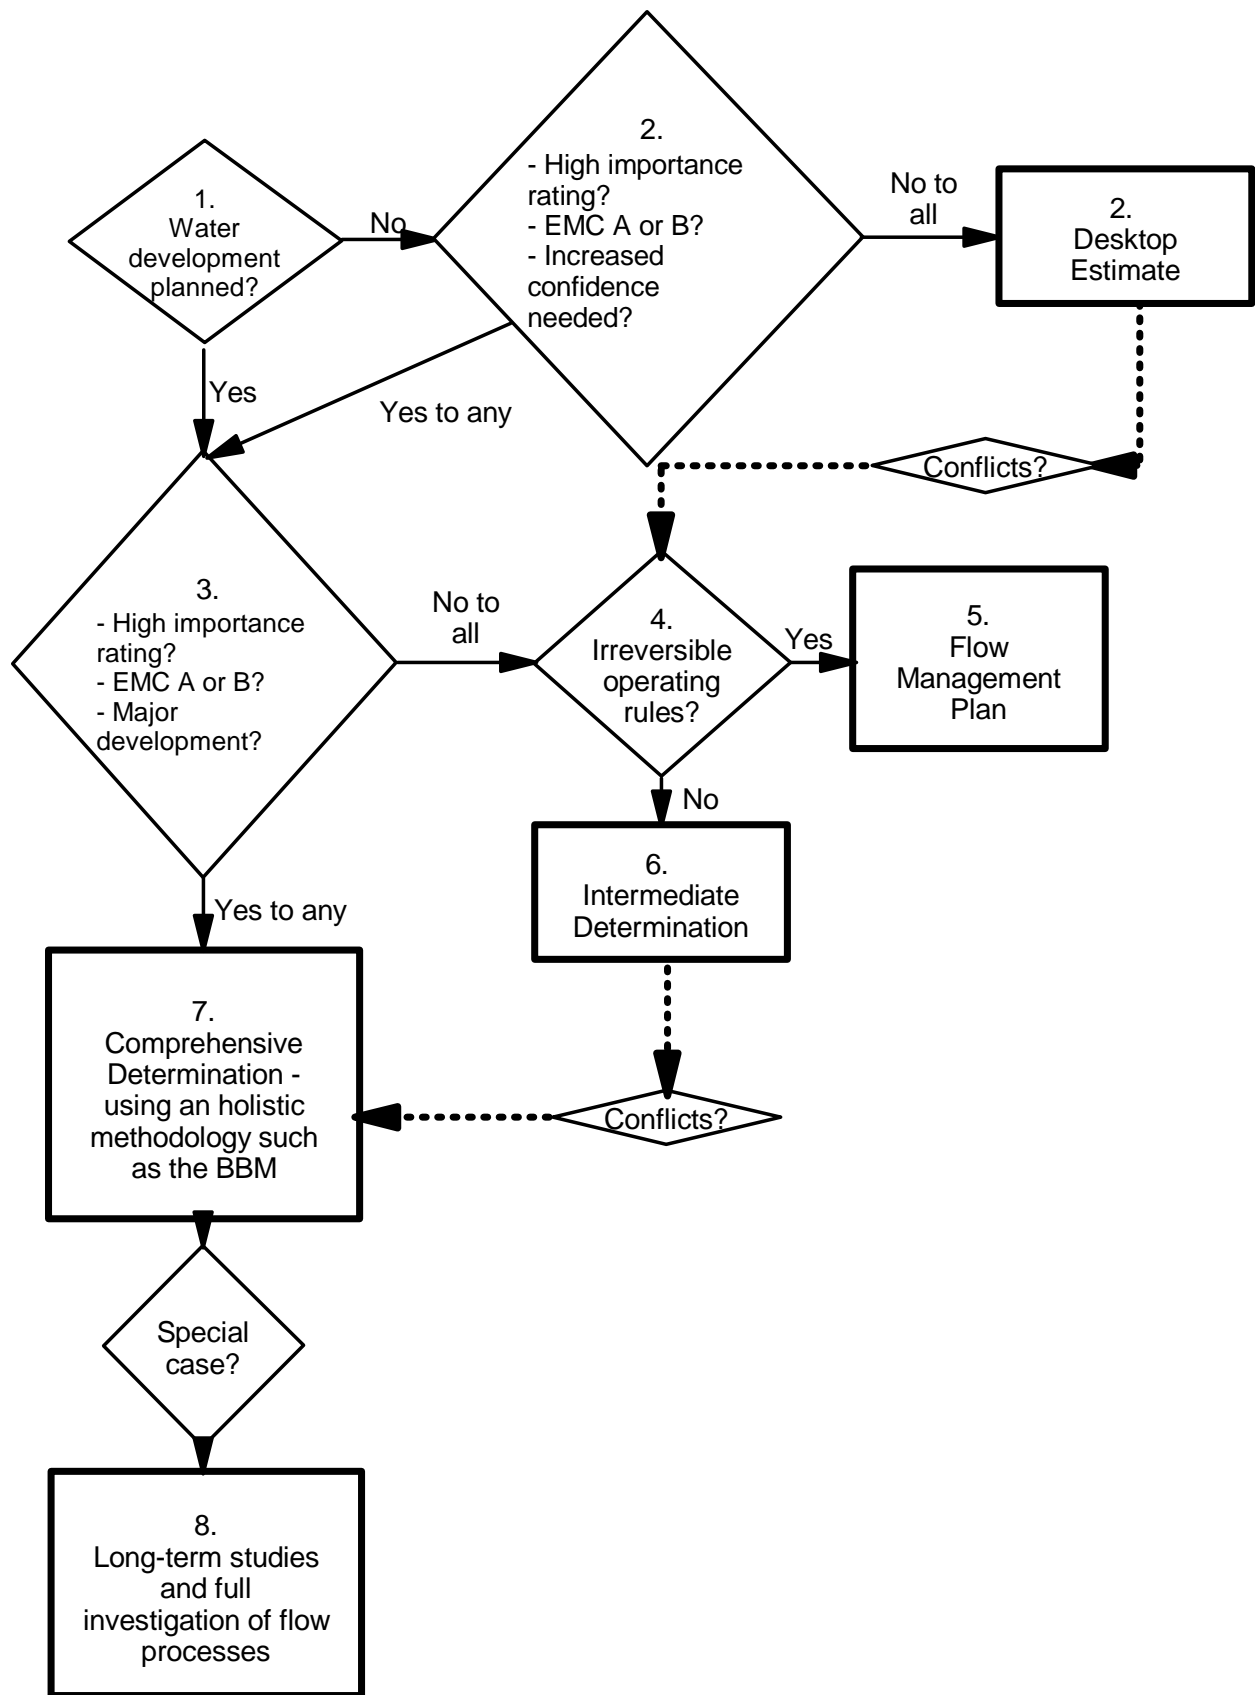 1.
Water
development
planned?
No
2.
- High importance
rating?
- EMC A or B?
- Increased
confidence
needed?
No to
all
2.
Desktop
Estimate
Yes
Yes to any
Conflicts?
3.
- High importance
rating?
- EMC A or B?
- Major
development?
No to
all
4.
Irreversible
operating
rules?
Yes
5.
Flow
Management
Plan
No
6.
Intermediate
Determination
Yes to any
7.
Comprehensive
Determination -
using an holistic
methodology such
as the BBM
Conflicts?
Special
case?
8.
Long-term studies
and full
investigation of flow
processes